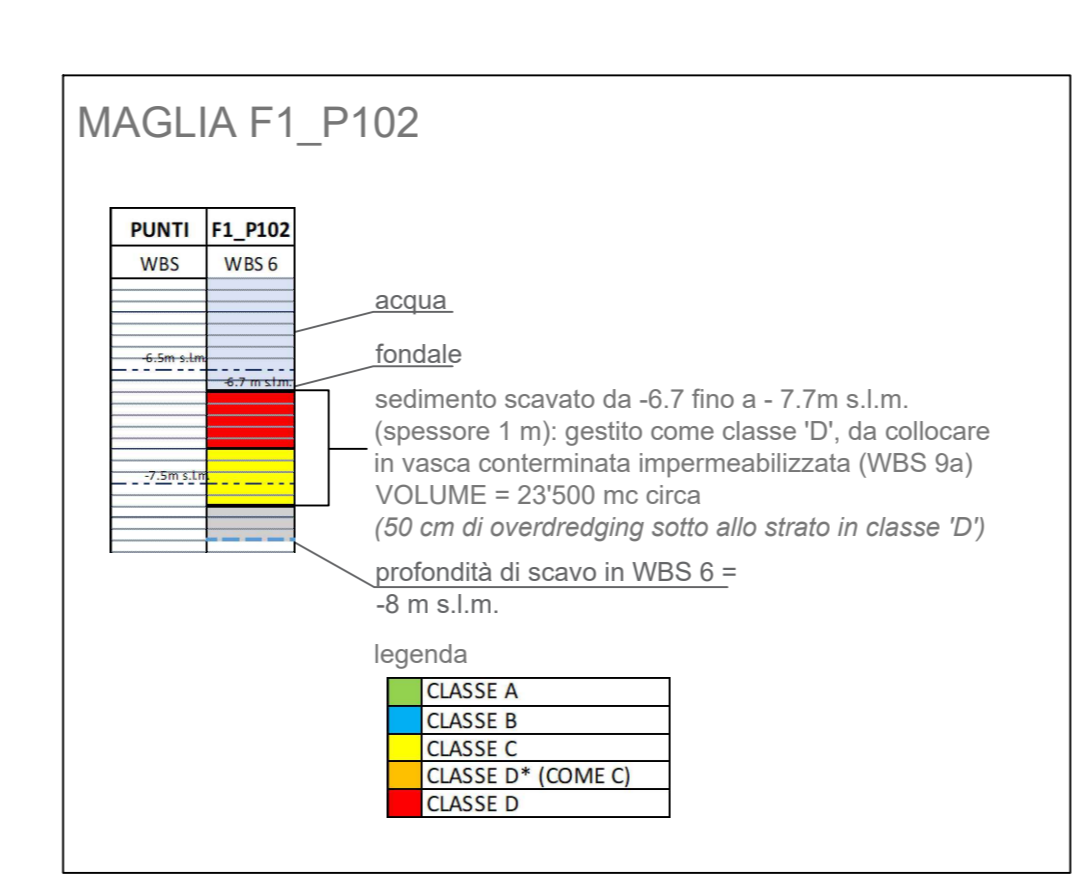 MAGLIA F1_P102
PUNTI F1_P102
WBS WBS 6
acqua
-6.5m s.l.m.
fondale
-6.7 m s.l.m.
sedimento scavato da -6.7 fino a - 7.7m s.l.m.
(spessore 1 m): gestito come classe 'D', da collocare
in vasca conterminata impermeabilizzata (WBS 9a)
-7.5m s.l.m
VOLUME = 23'500 mc circa
(50 cm di overdredging sotto allo strato in classe 'D')
profondità di scavo in WBS 6 =
-8 m s.l.m.
legenda
CLASSE A
CLASSE B
CLASSE C
CLASSE D* (COME C)
CLASSE D